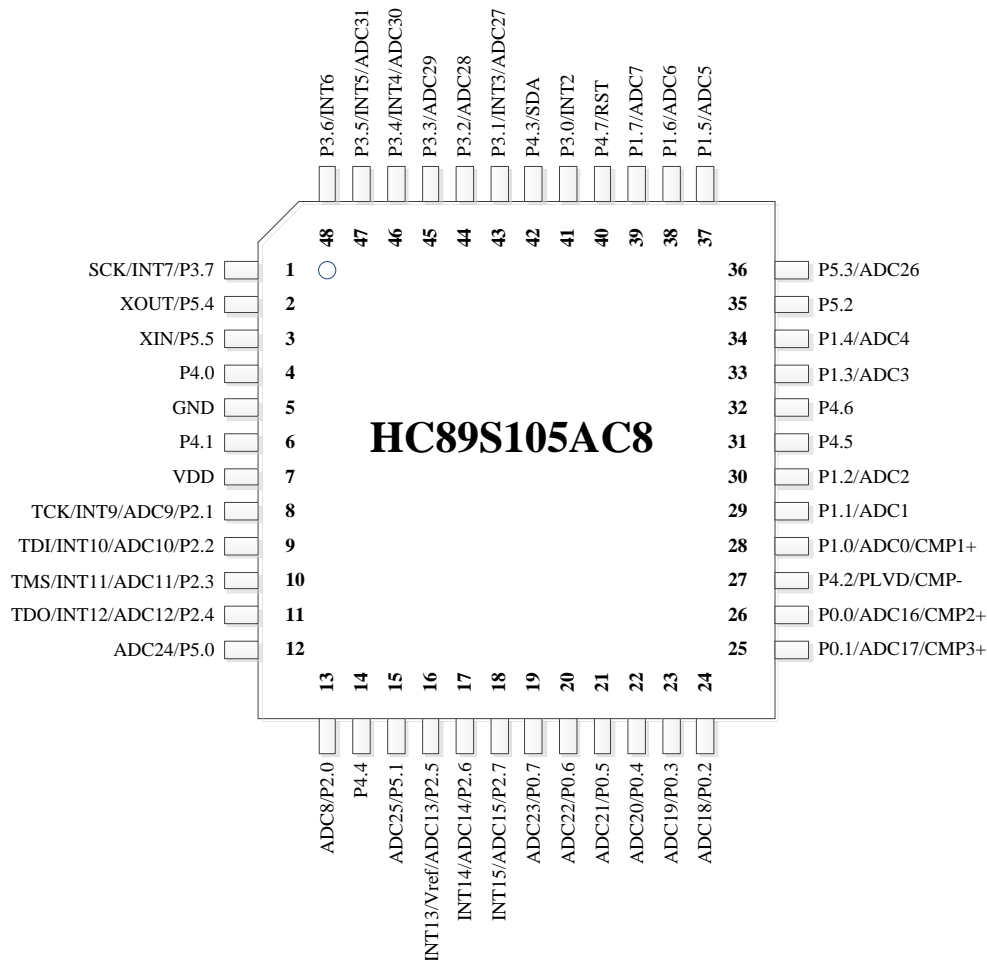 P3.6/INT6
P3.5/INT5/ADC31
P3.4/INT4/ADC30
P3.3/ADC29
P3.2/ADC28
P3.1/INT3/ADC27
P4.3/SDA
P3.0/INT2
P4.7/RST
P1.7/ADC7
P1.6/ADC6
P1.5/ADC5
48
47
46
45
44
43
42
41
40
39
38
37
SCK/INT7/P3.7 1
XOUT/P5.4 2
XIN/P5.5 3
P4.0 4
GND 5
P4.1 6
VDD 7
TCK/INT9/ADC9/P2.1 8
TDI/INT10/ADC10/P2.2 9
TMS/INT11/ADC11/P2.3 10
TDO/INT12/ADC12/P2.4 11
ADC24/P5.0 12
HC89S105AC8
36 P5.3/ADC26
35 P5.2
34 P1.4/ADC4
33 P1.3/ADC3
32 P4.6
31 P4.5
30 P1.2/ADC2
29 P1.1/ADC1
28 P1.0/ADC0/CMP1+
27 P4.2/PLVD/CMP-
26 P0.0/ADC16/CMP2+
25 P0.1/ADC17/CMP3+
13
14
15
16
17
18
19
20
21
22
23
24
ADC8/P2.0
P4.4
ADC25/P5.1
INT13/Vref/ADC13/P2.5
INT14/ADC14/P2.6
INT15/ADC15/P2.7
ADC23/P0.7
ADC22/P0.6
ADC21/P0.5
ADC20/P0.4
ADC19/P0.3
ADC18/P0.2